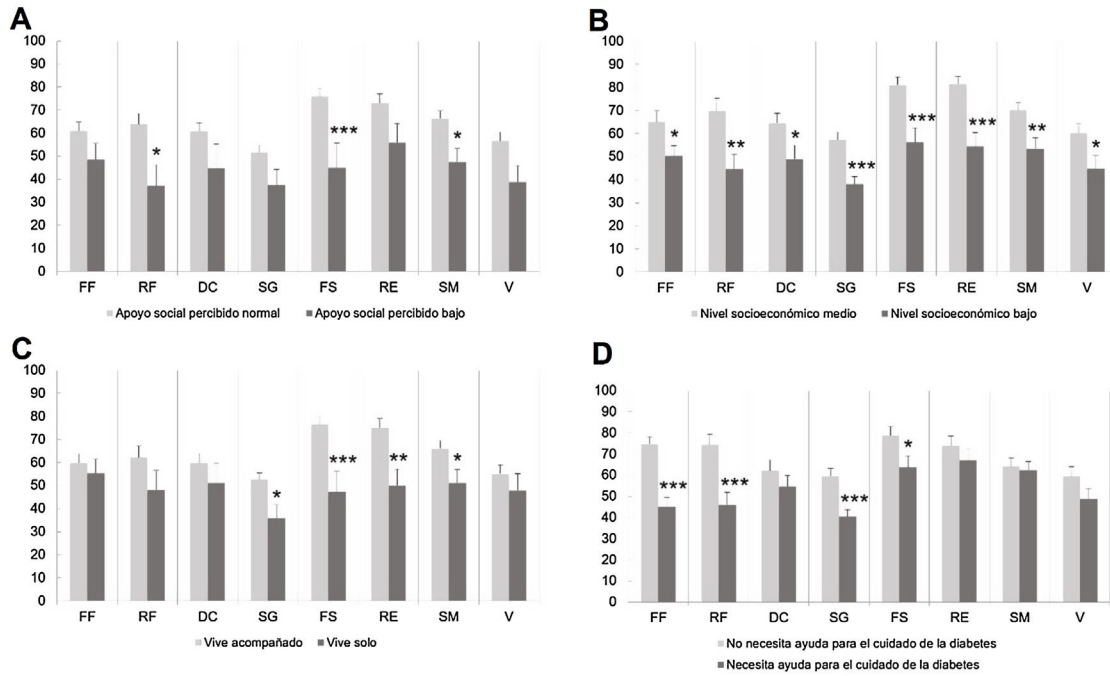 A
100
90
80
70
60
50
40
30
20
10
0
*
***
*
FF RF DC SG FS RE SM V
Apoyo social percibido normal Apoyo social percibido bajo
B
100
90
80
70
60
50
40
30
20
10
0
* ** * *** *** *** ** *
FF RF DC SG FS RE SM V
Nivel socioeconómico medio Nivel socioeconómico bajo
C
100
90
80
70
60
50
40
30
20
10
0
* *** ** *
FF RF DC SG FS RE SM V
Vive acompañado Vive solo
D
100
90
80
70
60
50
40
30
20
10
0
*** *** *** *
FF RF DC SG FS RE SM V
No necesita ayuda para el cuidado de la diabetes
Necesita ayuda para el cuidado de la diabetes